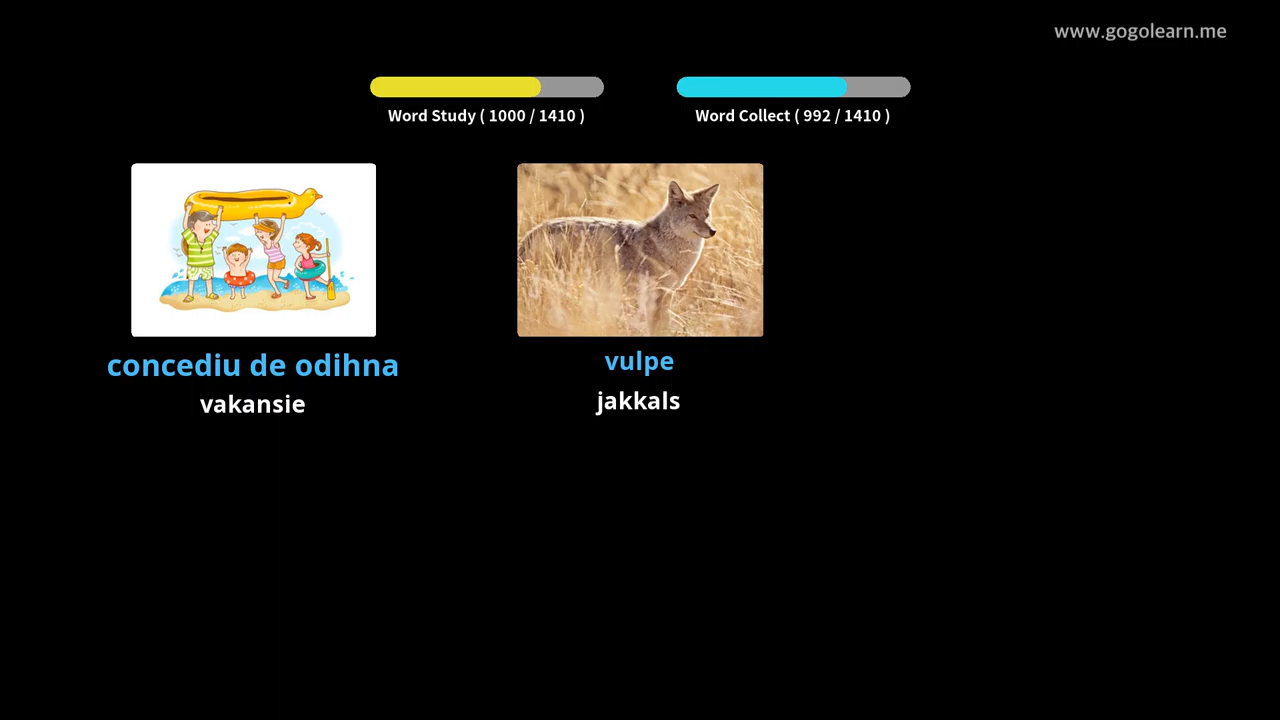 www.gogolearn.me
Word Study ( 1000 / 1410 )
Word Collect ( 992 / 1410 )
concediu de odihna
vakansie
vulpe
jakkals